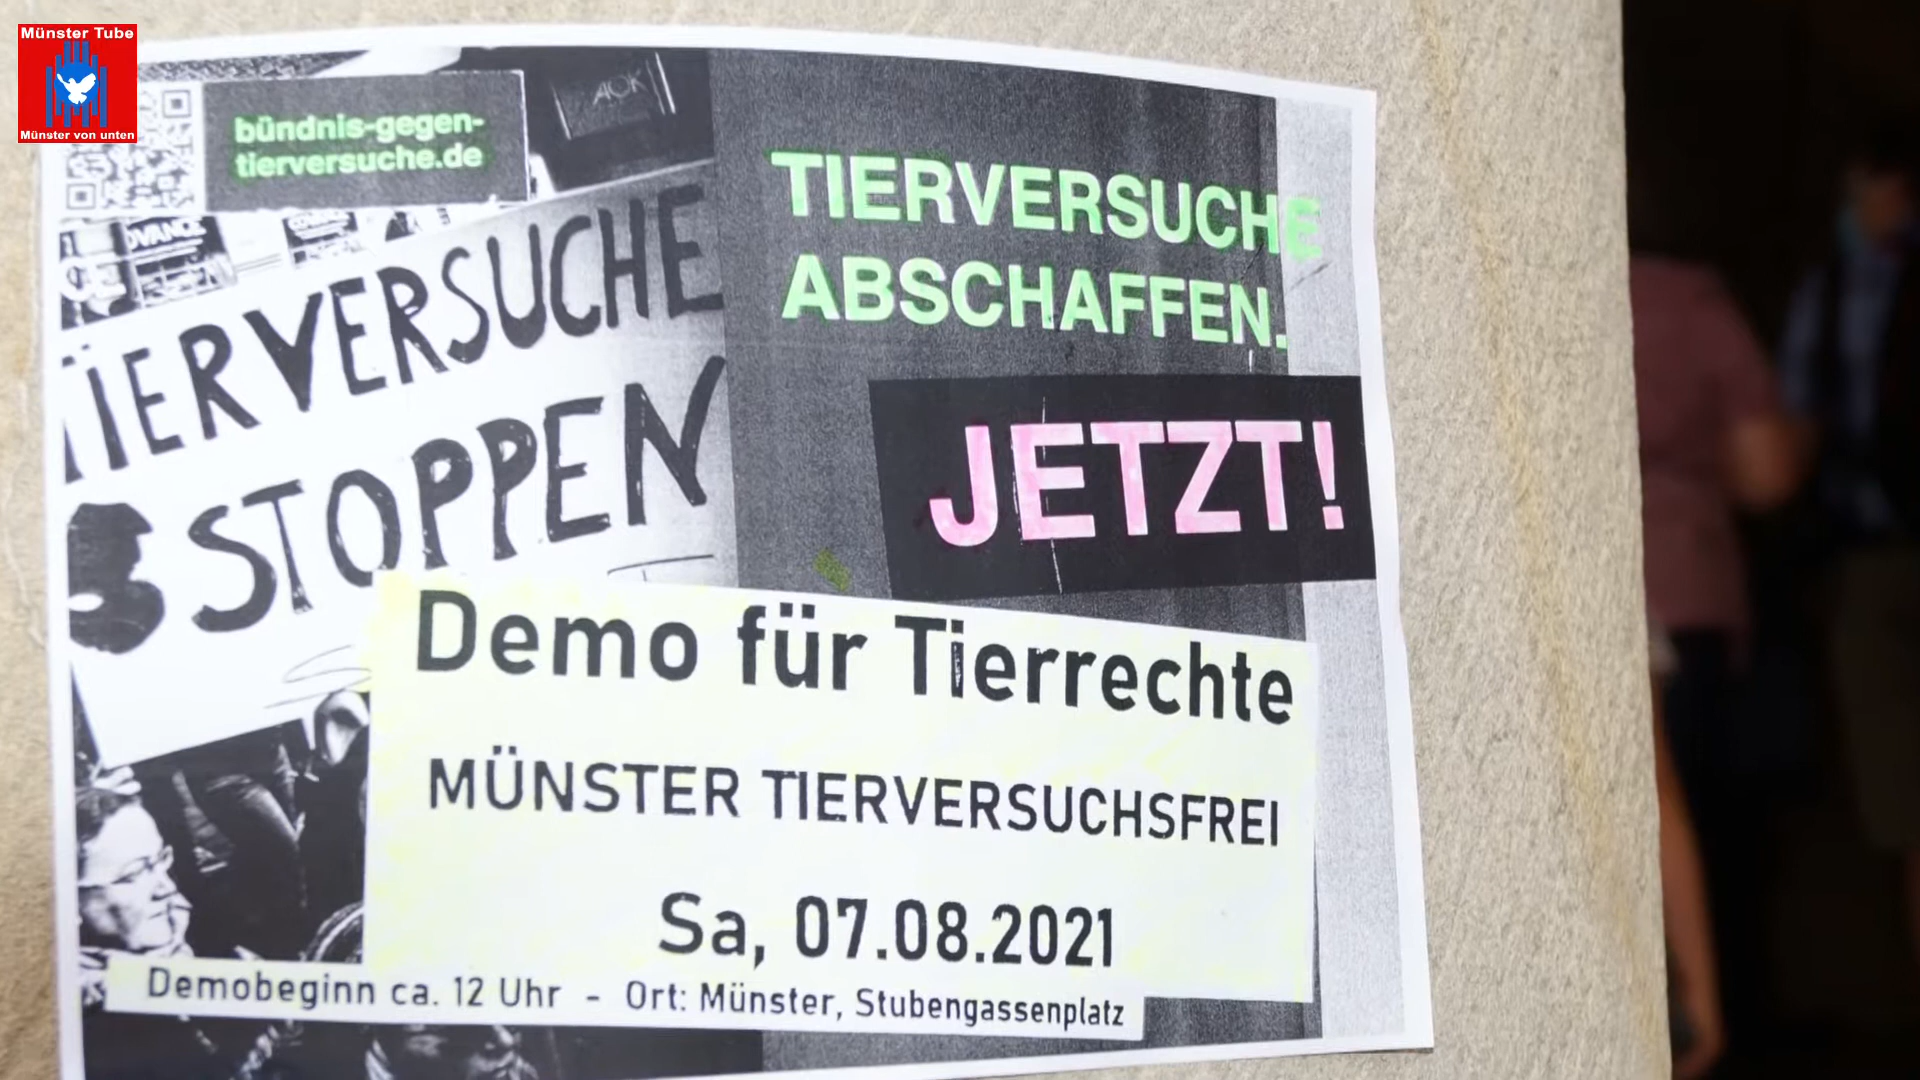 Münster Tube
Münster von unten
bündnis-gegen-
tierversuche.de
AOK
TIERVERSUCHE
STOPPEN
TIERVERSUCHE
ABSCHAFFEN.
JETZT!
Demo für Tierrechte
MÜNSTER TIERVERSUCHSFREI
Sa, 07.08.2021
Demobeginn ca. 12 Uhr - Ort: Münster, Stubengassenplatz